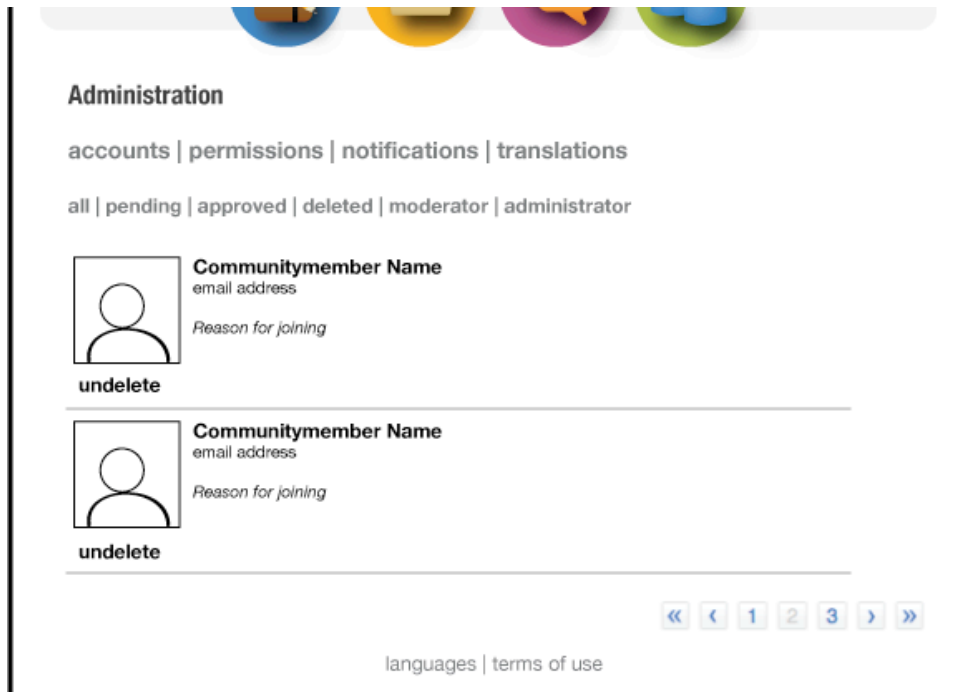 Administration
accounts | permissions | notifications | translations
all | pending | approved | deleted | moderator | administrator
Communitymember Name
email address
Reason for joining
undelete
Communitymember Name
email address
Reason for joining
undelete
« ‹ 1 2 3 › »
languages | terms of use